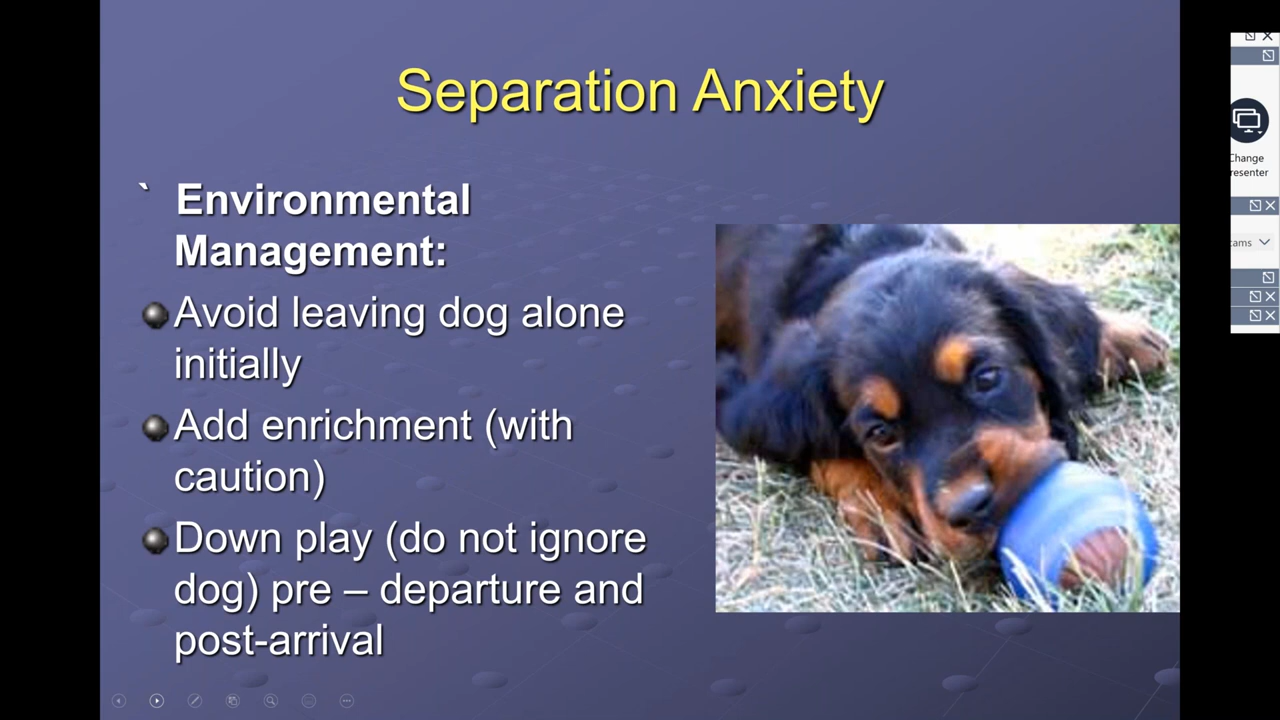 Separation Anxiety
` Environmental
Management:
Avoid leaving dog alone
initially
Add enrichment (with
caution)
Down play (do not ignore
dog) pre – departure and
post-arrival
Change
resenter
cams